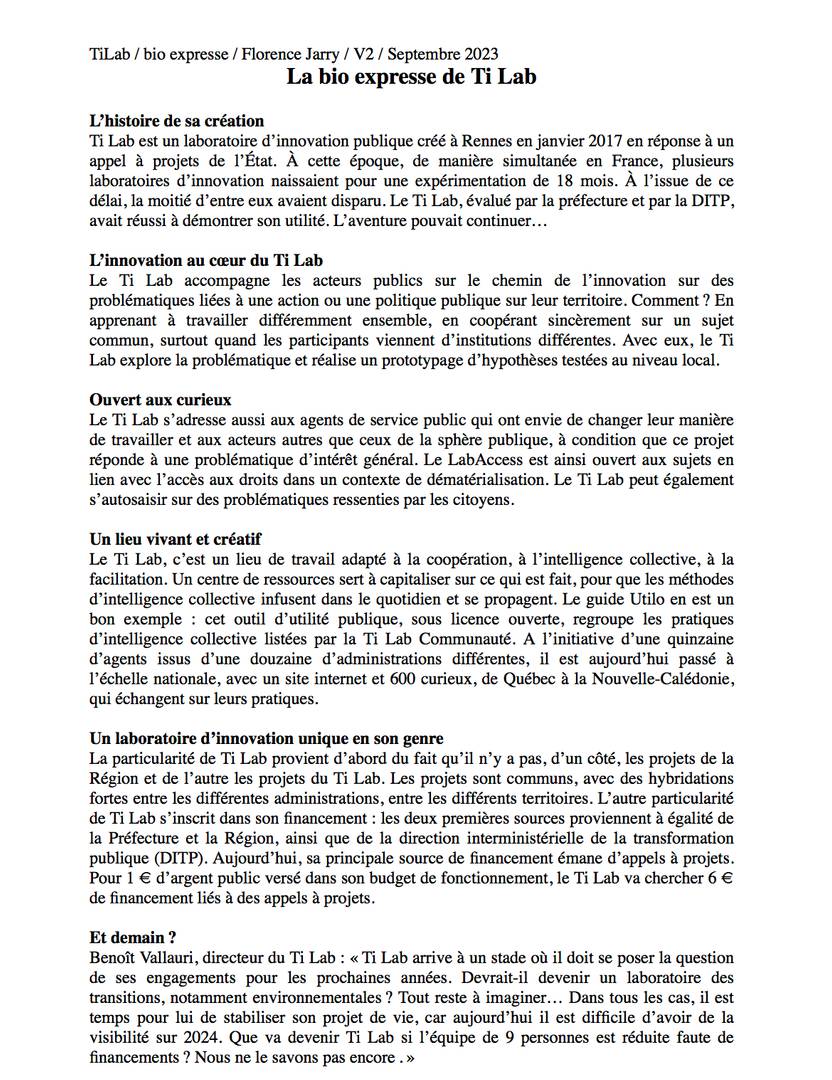 TiLab / bio expresse / Florence Jarry / V2 / Septembre 2023
La bio expresse de Ti Lab
L’histoire de sa création
Ti Lab est un laboratoire d’innovation publique créé à Rennes en janvier 2017 en réponse à un
appel à projets de l’État. À cette époque, de manière simultanée en France, plusieurs
laboratoires d’innovation naissaient pour une expérimentation de 18 mois. À l’issue de ce
délai, la moitié d’entre eux avaient disparu. Le Ti Lab, évalué par la préfecture et par la DITP,
avait réussi à démontrer son utilité. L’aventure pouvait continuer…
L’innovation au cœur du Ti Lab
Le Ti Lab accompagne les acteurs publics sur le chemin de l’innovation sur des
problématiques liées à une action ou une politique publique sur leur territoire. Comment ? En
apprenant à travailler différemment ensemble, en coopérant sincèrement sur un sujet
commun, surtout quand les participants viennent d’institutions différentes. Avec eux, le Ti
Lab explore la problématique et réalise un prototypage d’hypothèses testées au niveau local.
Ouvert aux curieux
Le Ti Lab s’adresse aussi aux agents de service public qui ont envie de changer leur manière
de travailler et aux acteurs autres que ceux de la sphère publique, à condition que ce projet
réponde à une problématique d’intérêt général. Le LabAccess est ainsi ouvert aux sujets en
lien avec l’accès aux droits dans un contexte de dématérialisation. Le Ti Lab peut également
s’autosaisir sur des problématiques ressenties par les citoyens.
Un lieu vivant et créatif
Le Ti Lab, c’est un lieu de travail adapté à la coopération, à l’intelligence collective, à la
facilitation. Un centre de ressources sert à capitaliser sur ce qui est fait, pour que les méthodes
d’intelligence collective infusent dans le quotidien et se propagent. Le guide Utilo en est un
bon exemple : cet outil d’utilité publique, sous licence ouverte, regroupe les pratiques
d’intelligence collective listées par la Ti Lab Communauté. A l’initiative d’une quinzaine
d’agents issus d’une douzaine d’administrations différentes, il est aujourd’hui passé à
l’échelle nationale, avec un site internet et 600 curieux, de Québec à la Nouvelle-Calédonie,
qui échangent sur leurs pratiques.
Un laboratoire d’innovation unique en son genre
La particularité de Ti Lab provient d’abord du fait qu’il n’y a pas, d’un côté, les projets de la
Région et de l’autre les projets du Ti Lab. Les projets sont communs, avec des hybridations
fortes entre les différentes administrations, entre les différents territoires. L’autre particularité
de Ti Lab s’inscrit dans son financement : les deux premières sources proviennent à égalité de
la Préfecture et la Région, ainsi que de la direction interministérielle de la transformation
publique (DITP). Aujourd’hui, sa principale source de financement émane d’appels à projets.
Pour 1 € d’argent public versé dans son budget de fonctionnement, le Ti Lab va chercher 6 €
de financement liés à des appels à projets.
Et demain ?
Benoît Vallauri, directeur du Ti Lab : « Ti Lab arrive à un stade où il doit se poser la question
de ses engagements pour les prochaines années. Devrait-il devenir un laboratoire des
transitions, notamment environnementales ? Tout reste à imaginer… Dans tous les cas, il est
temps pour lui de stabiliser son projet de vie, car aujourd’hui il est difficile d’avoir de la
visibilité sur 2024. Que va devenir Ti Lab si l’équipe de 9 personnes est réduite faute de
financements ? Nous ne le savons pas encore . »